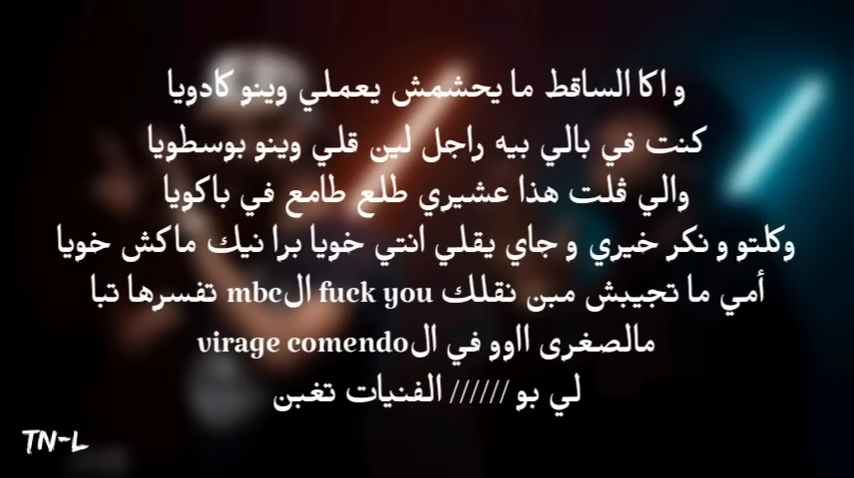 و اكا الساقط ما يحشمش يعملي وينو كادويا
كنت في بالي بيه راجل لين قلي وينو بوسطويا
والي ڨلت هذا عشيري طلع طامع في باكويا
وكلتو و نكر خيري و جاي يقلي انتي خويا برا نيك ماكش خويا
أمي ما تجيبش مبن نقلك fuck you الmbc تفسرها تبا
مالصغرى ااوو في الvirage comendo
لي بو ////// الفنيات تغبن
TN-L